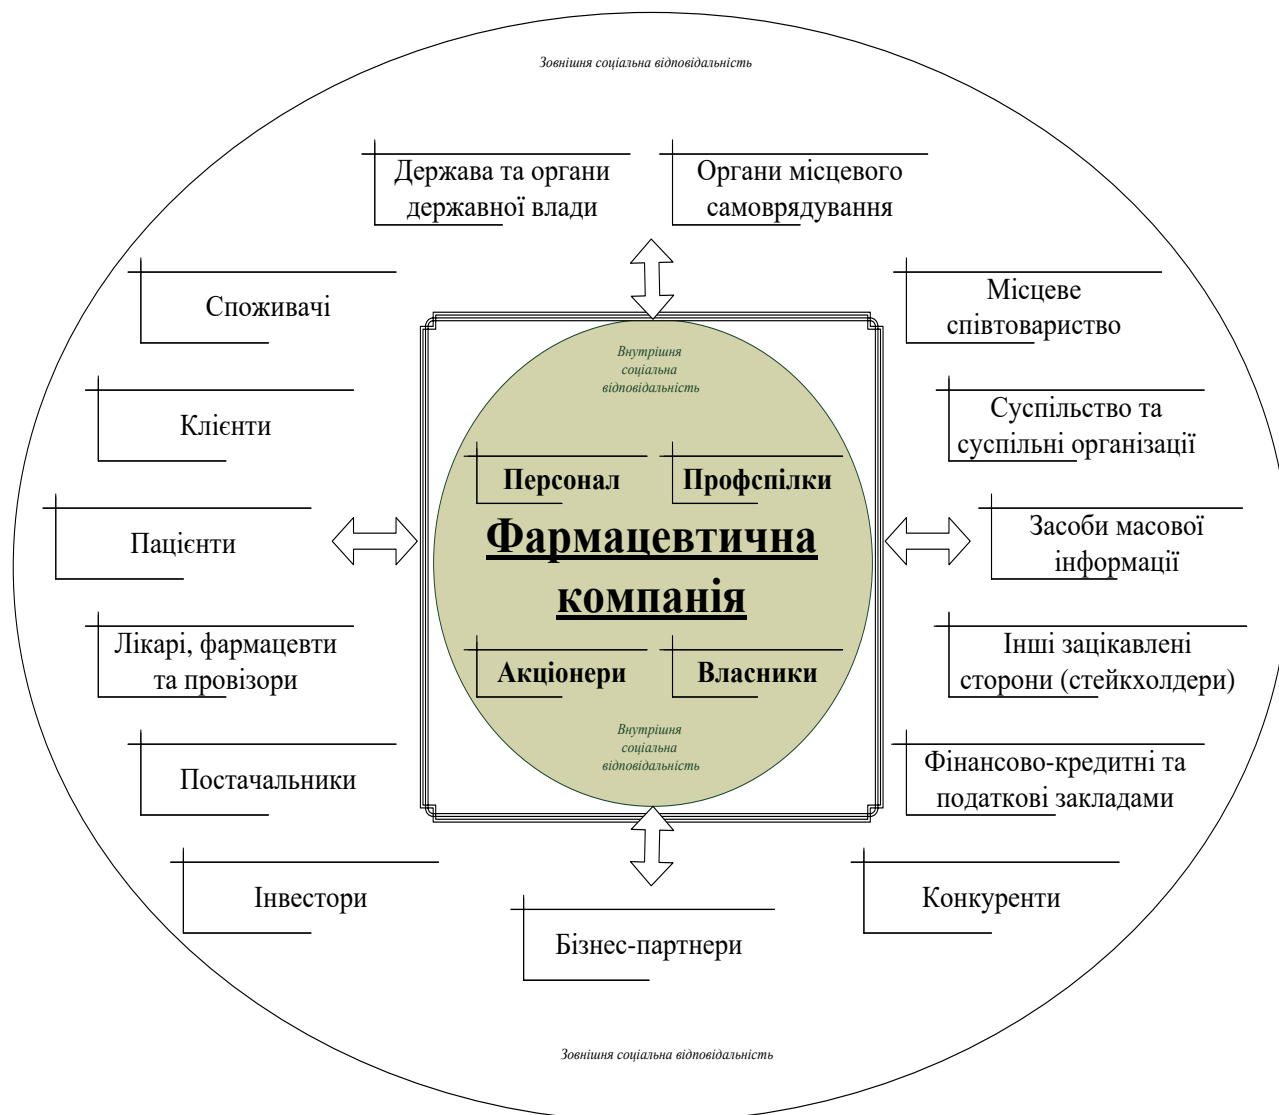 Зовнішня соціальна відповідальність
Держава та органи
державної влади
Органи місцевого
самоврядування
Споживачі
Місцеве
співтовариство
Внутрішня
соціальна
відповідальність
Клієнти
Суспільство та
суспільні організації
Персонал
Профспілки
Пацієнти
Фармацевтична
компанія
Засоби масової
інформації
Лікарі, фармацевти
та провізори
Акціонери
Власники
Інші зацікавлені
сторони (стейкхолдери)
Внутрішня
соціальна
відповідальність
Постачальники
Фінансово-кредитні та
податкові закладами
Інвестори
Бізнес-партнери
Конкуренти
Зовнішня соціальна відповідальність